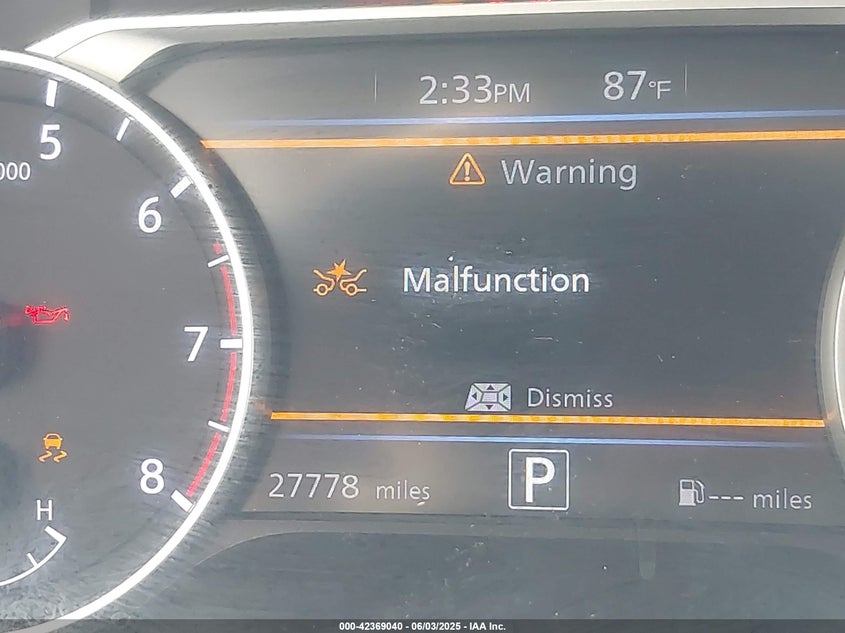 2:33PM 87°F
5
000
Warning
6
Malfunction
7
Dismiss
8
27778 miles P --- miles
H
000-42369040 - 06/03/2025 - IAA Inc.